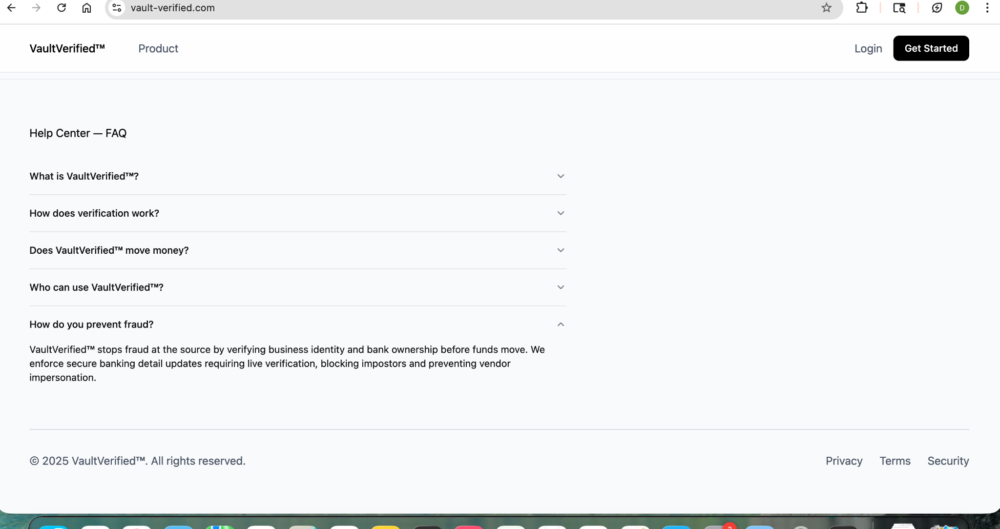 vault-verified.com
D
VaultVerified™
Product
Login
Get Started
Help Center — FAQ
What is VaultVerified™?
How does verification work?
Does VaultVerified™ move money?
Who can use VaultVerified™?
How do you prevent fraud?
VaultVerified™ stops fraud at the source by verifying business identity and bank ownership before funds move. We
enforce secure banking detail updates requiring live verification, blocking impostors and preventing vendor
impersonation.
© 2025 VaultVerified™. All rights reserved.
Privacy
Terms
Security